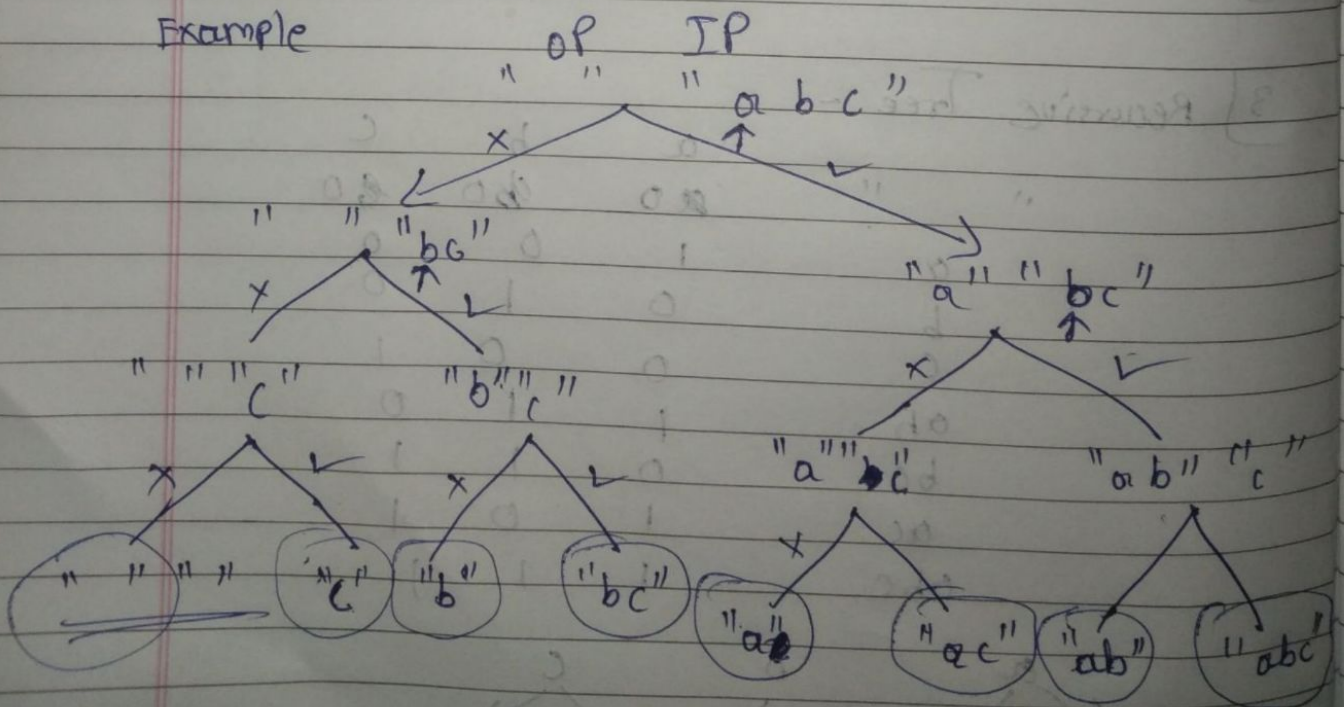 Example OP IP
" " "abc"
× ✓
" " "bc" "a" "bc"
× ✓ × ✓
" " "c" "b" "c" "a" "c" "ab" "c"
× ✓ × ✓ ×
" " " " "c" "b" "bc" "a" "ac" "ab" "abc"